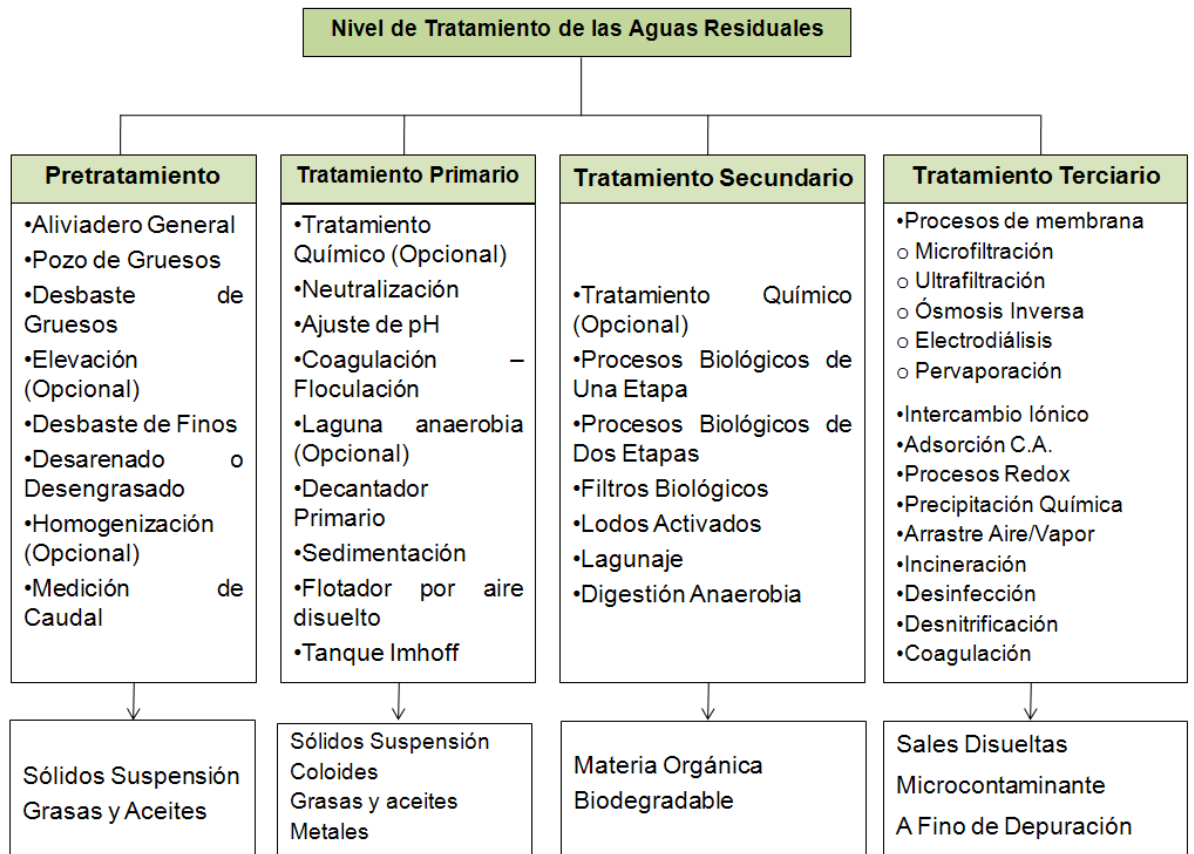 Nivel de Tratamiento de las Aguas Residuales
Pretratamiento
•Aliviadero General
•Pozo de Gruesos
•Desbaste de
Gruesos
•Elevación
(Opcional)
•Desbaste de Finos
•Desarenado o
Desengrasado
•Homogenización
(Opcional)
•Medición de
Caudal
Sólidos Suspensión
Grasas y Aceites
Tratamiento Primario
•Tratamiento
Químico (Opcional)
•Neutralización
•Ajuste de pH
•Coagulación –
Floculación
•Laguna anaerobia
(Opcional)
•Decantador
Primario
•Sedimentación
•Flotador por aire
disuelto
•Tanque Imhoff
Sólidos Suspensión
Coloides
Grasas y aceites
Metales
Tratamiento Secundario
•Tratamiento Químico
(Opcional)
•Procesos Biológicos de
Una Etapa
•Procesos Biológicos de
Dos Etapas
•Filtros Biológicos
•Lodos Activados
•Lagunaje
•Digestión Anaerobia
Materia Orgánica
Biodegradable
Tratamiento Terciario
•Procesos de membrana
o Microfiltración
o Ultrafiltración
o Ósmosis Inversa
o Electrodiálisis
o Pervaporación
•Intercambio Iónico
•Adsorción C.A.
•Procesos Redox
•Precipitación Química
•Arrastre Aire/Vapor
•Incineración
•Desinfección
•Desnitrificación
•Coagulación
Sales Disueltas
Microcontaminante
A Fino de Depuración